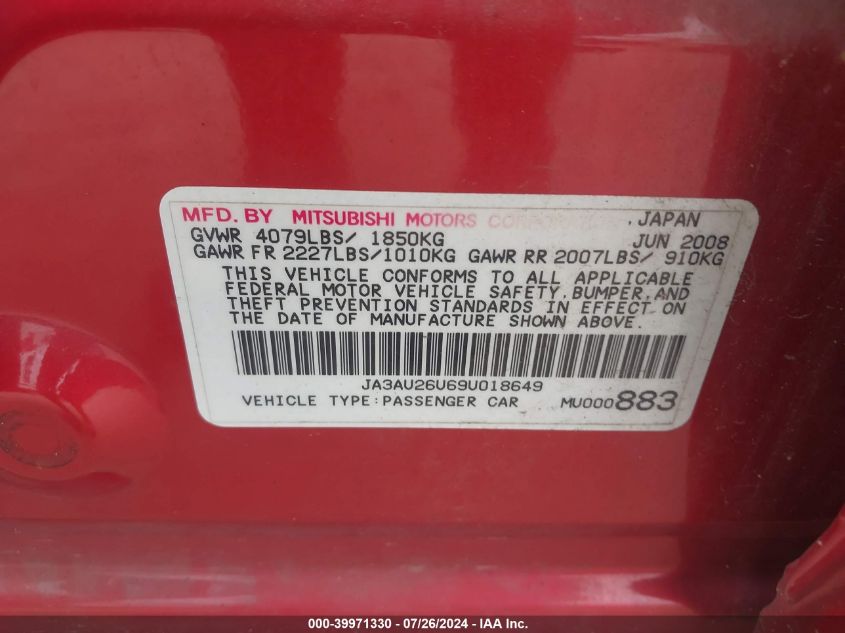 MFD. BY MITSUBISHI MOTORS CORPORATION, JAPAN
GVWR 4079LBS/ 1850KG JUN 2008
GAWR FR 2227LBS/1010KG GAWR RR 2007LBS/ 910KG
THIS VEHICLE CONFORMS TO ALL APPLICABLE
FEDERAL MOTOR VEHICLE SAFETY, BUMPER, AND
THEFT PREVENTION STANDARDS IN EFFECT ON
THE DATE OF MANUFACTURE SHOWN ABOVE.
JA3AU26U69U018649
VEHICLE TYPE: PASSENGER CAR MU000883
000-39971330 - 07/26/2024 - IAA Inc.